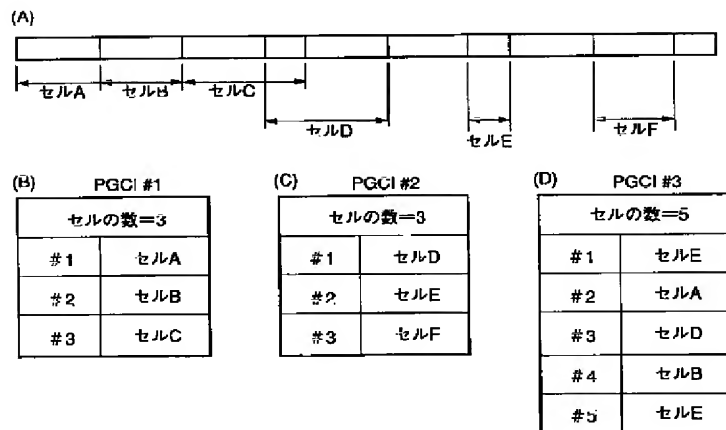 (A)
セルA
セルB
セルC
セルD
セルE
セルF
(B)
PGCI #1
セルの数=3
#1 セルA
#2 セルB
#3 セルC
(C)
PGCI #2
セルの数=3
#1 セルD
#2 セルE
#3 セルF
(D)
PGCI #3
セルの数=5
#1 セルE
#2 セルA
#3 セルD
#4 セルB
#5 セルE